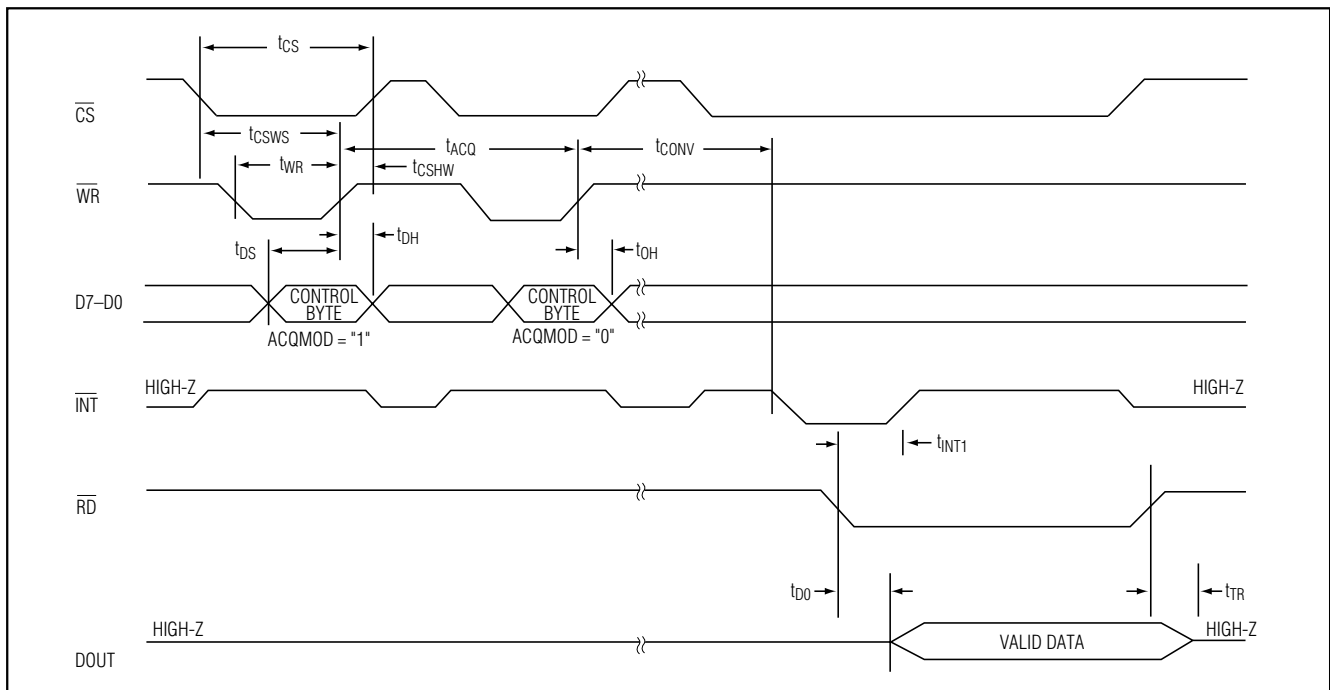 tCS
CS
tCSWS
tACQ
tCONV
tWR
tCSHW
WR
tDS
tDH
tOH
D7–D0
CONTROL
BYTE
CONTROL
BYTE
ACQMOD = "1"
ACQMOD = "0"
HIGH-Z
HIGH-Z
INT
tINT1
RD
tD0
tTR
HIGH-Z
VALID DATA
HIGH-Z
DOUT